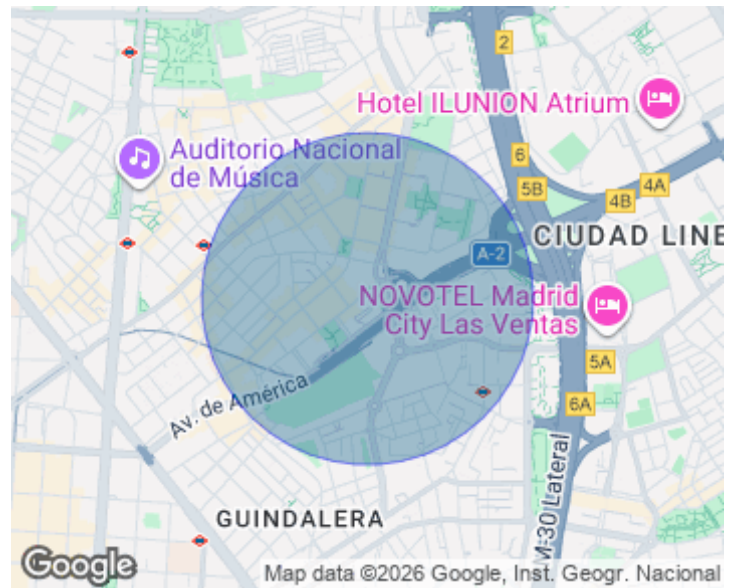 2
Hotel ILUNION Atrium
Auditorio Nacional
de Música
6
5B
4A
4B
CIUDAD LINE
A-2
NOVOTEL Madrid
City Las Ventas
5A
Av. de América
6A
M-30 Lateral
GUINDALERA
Google
Map data ©2026 Google, Inst. Geogr. Nacional